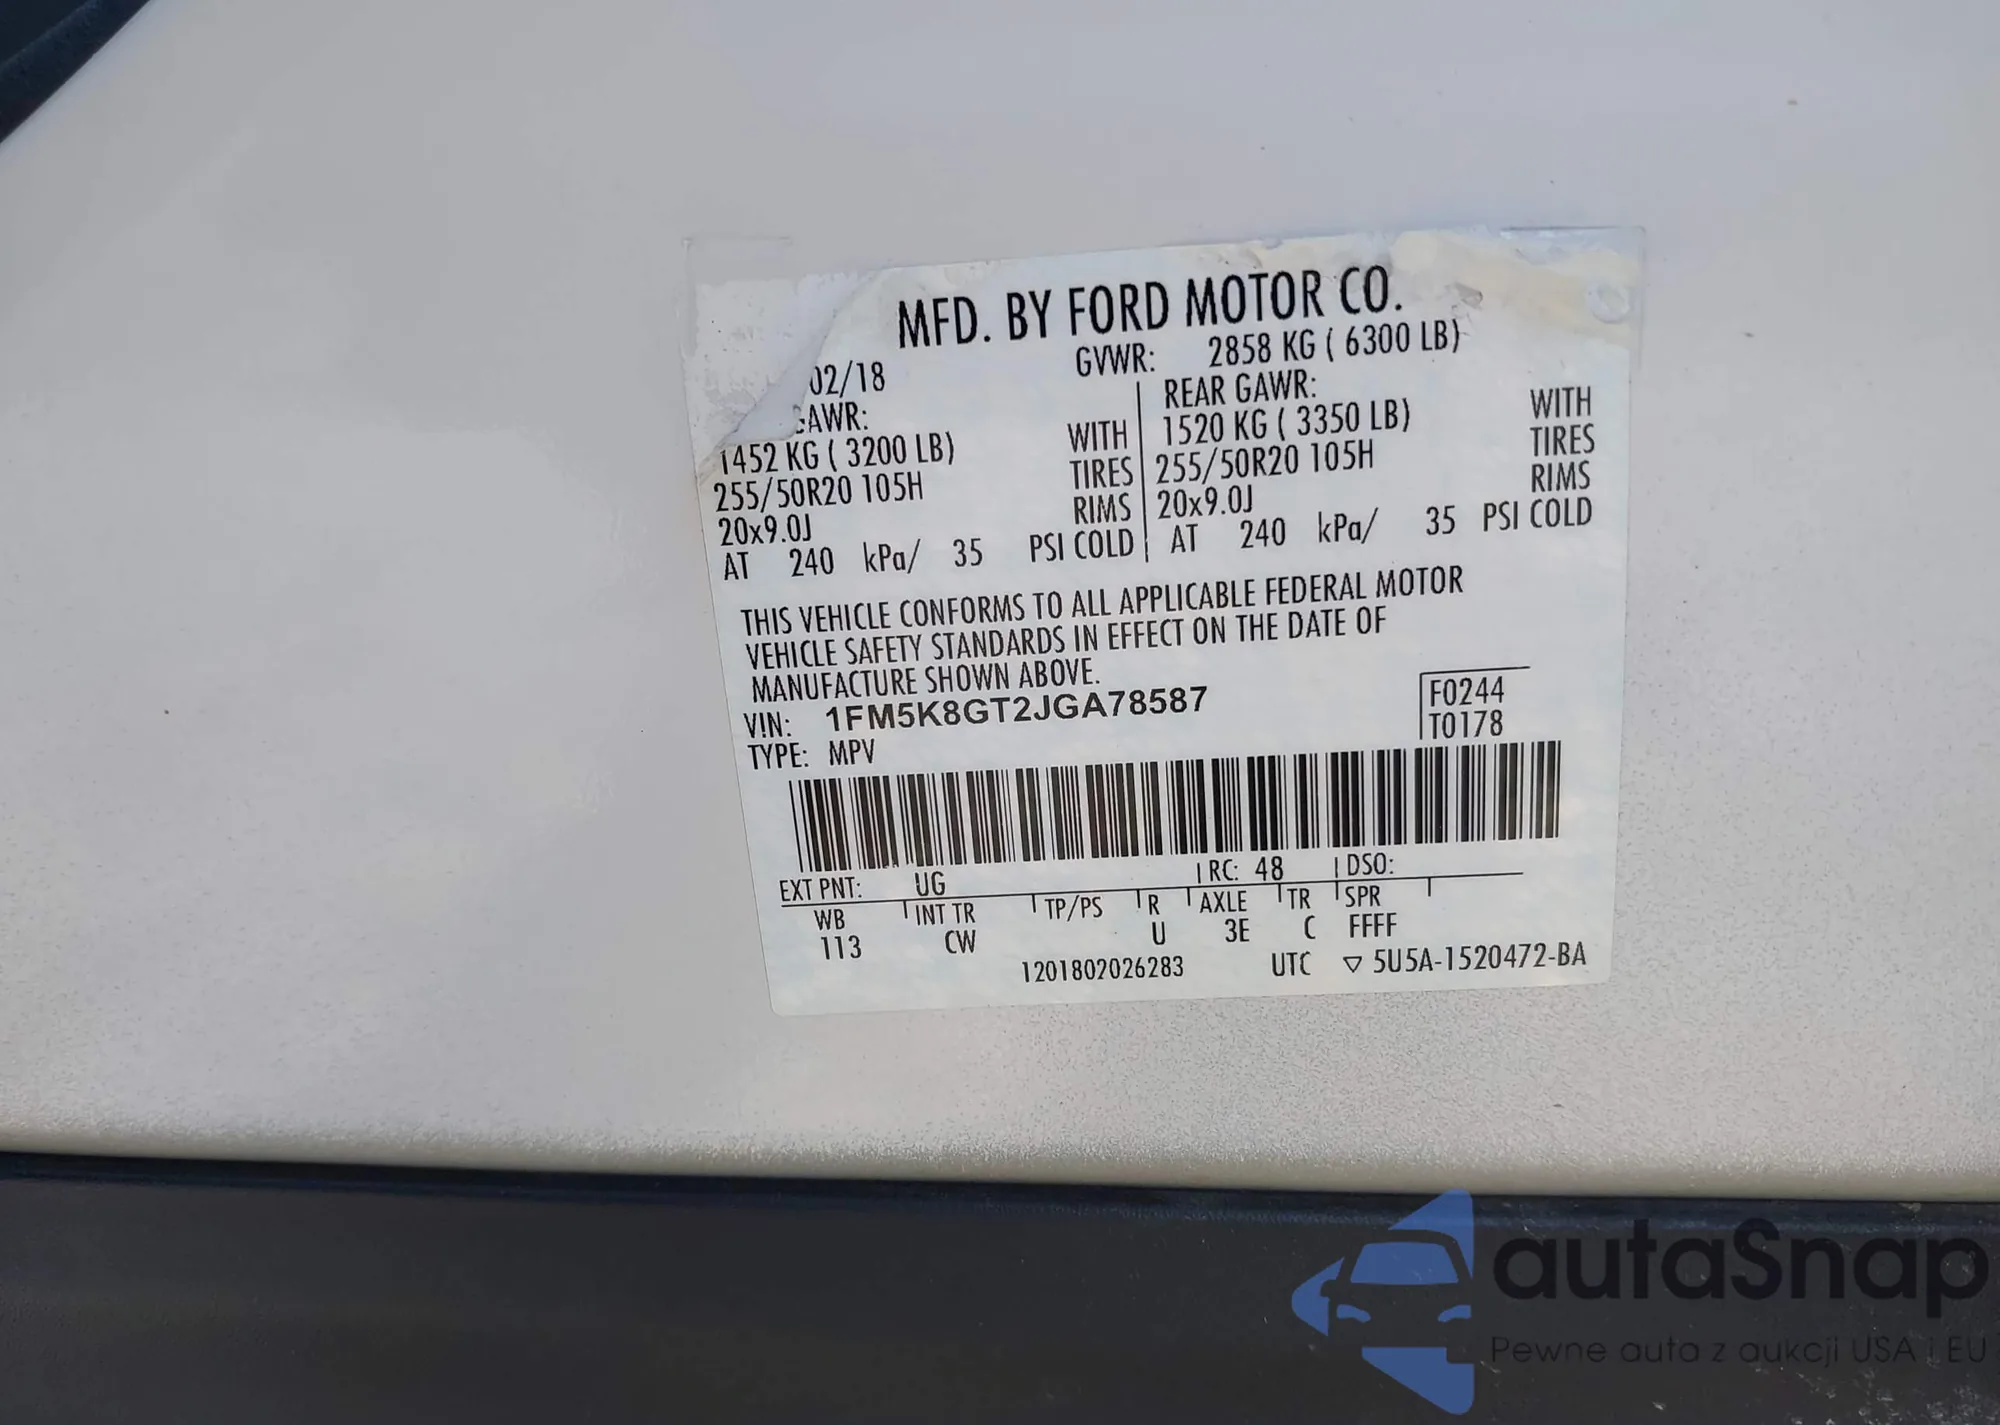 MFD. BY FORD MOTOR CO.
02/18 GVWR: 2858 KG ( 6300 LB)
GAWR: REAR GAWR:
1452 KG ( 3200 LB) WITH 1520 KG ( 3350 LB) WITH
255/50R20 105H TIRES 255/50R20 105H TIRES
20x9.0J RIMS 20x9.0J RIMS
AT 240 kPa/ 35 PSI COLD AT 240 kPa/ 35 PSI COLD
THIS VEHICLE CONFORMS TO ALL APPLICABLE FEDERAL MOTOR
VEHICLE SAFETY STANDARDS IN EFFECT ON THE DATE OF
MANUFACTURE SHOWN ABOVE.
VIN: 1FM5K8GT2JGA78587 F0244
TYPE: MPV T0178
EXT PNT: UG RC: 48 DSO:
WB INT TR TP/PS R AXLE TR SPR
113 CW U 3E C FFFF
1201802026283 UTC ▽ 5U5A-1520472-BA
autaSnap
Pewne auta z aukcji USA i EU